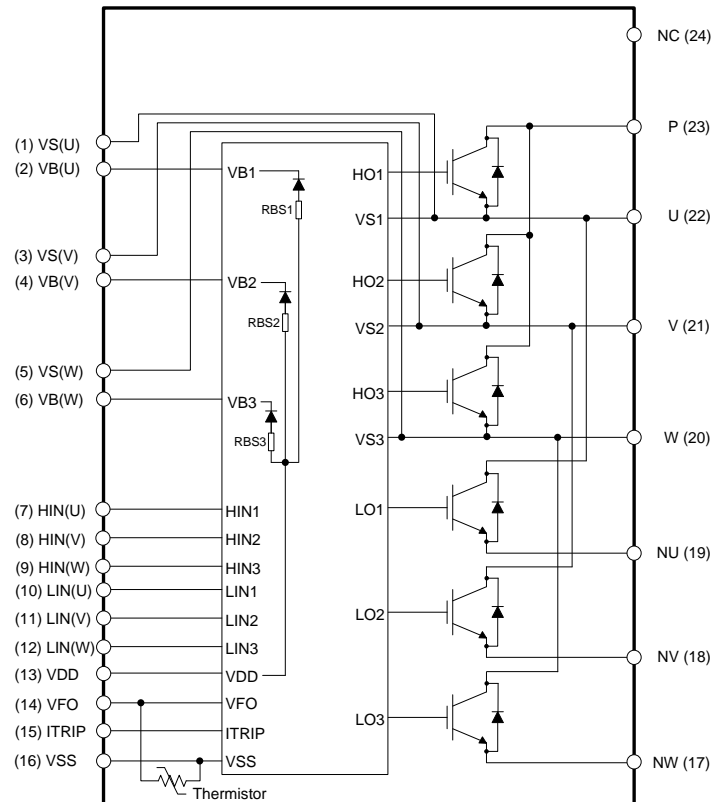 NC (24)
P (23)
(1) VS(U)
(2) VB(U)
VB1
HO1
RBS1
VS1
U (22)
(3) VS(V)
(4) VB(V)
VB2
HO2
RBS2
VS2
V (21)
(5) VS(W)
(6) VB(W)
VB3
HO3
RBS3
VS3
W (20)
(7) HIN(U)
HIN1
LO1
(8) HIN(V)
HIN2
NU (19)
(9) HIN(W)
HIN3
(10) LIN(U)
LIN1
(11) LIN(V)
LIN2
LO2
(12) LIN(W)
LIN3
NV (18)
(13) VDD
VDD
(14) VFO
VFO
LO3
(15) ITRIP
ITRIP
(16) VSS
VSS
NW (17)
Thermistor